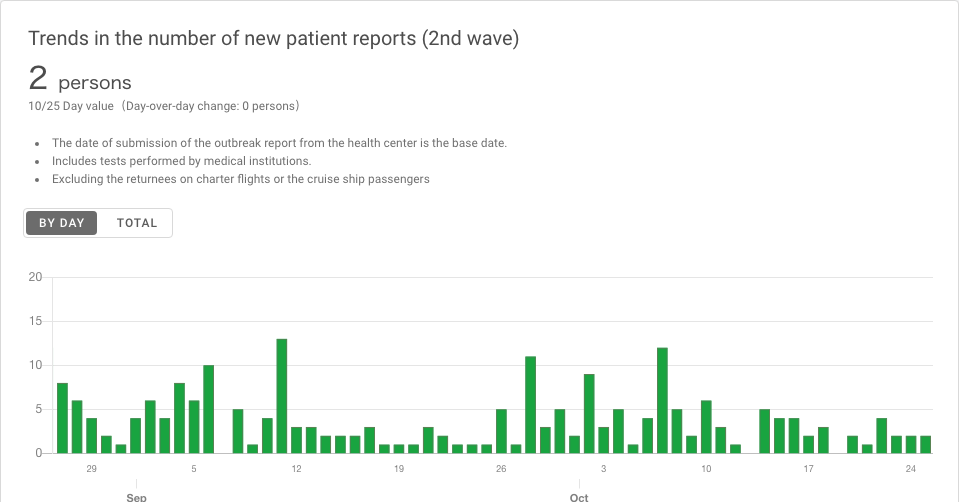 Trends in the number of new patient reports (2nd wave)
2 persons
10/25 Day value（Day-over-day change: 0 persons）
• The date of submission of the outbreak report from the health center is the base date.
• Includes tests performed by medical institutions.
• Excluding the returnees on charter flights or the cruise ship passengers
BY DAY TOTAL
20
15
10
5
0
29 5 12 19 26 3 10 17 24
Sep Oct